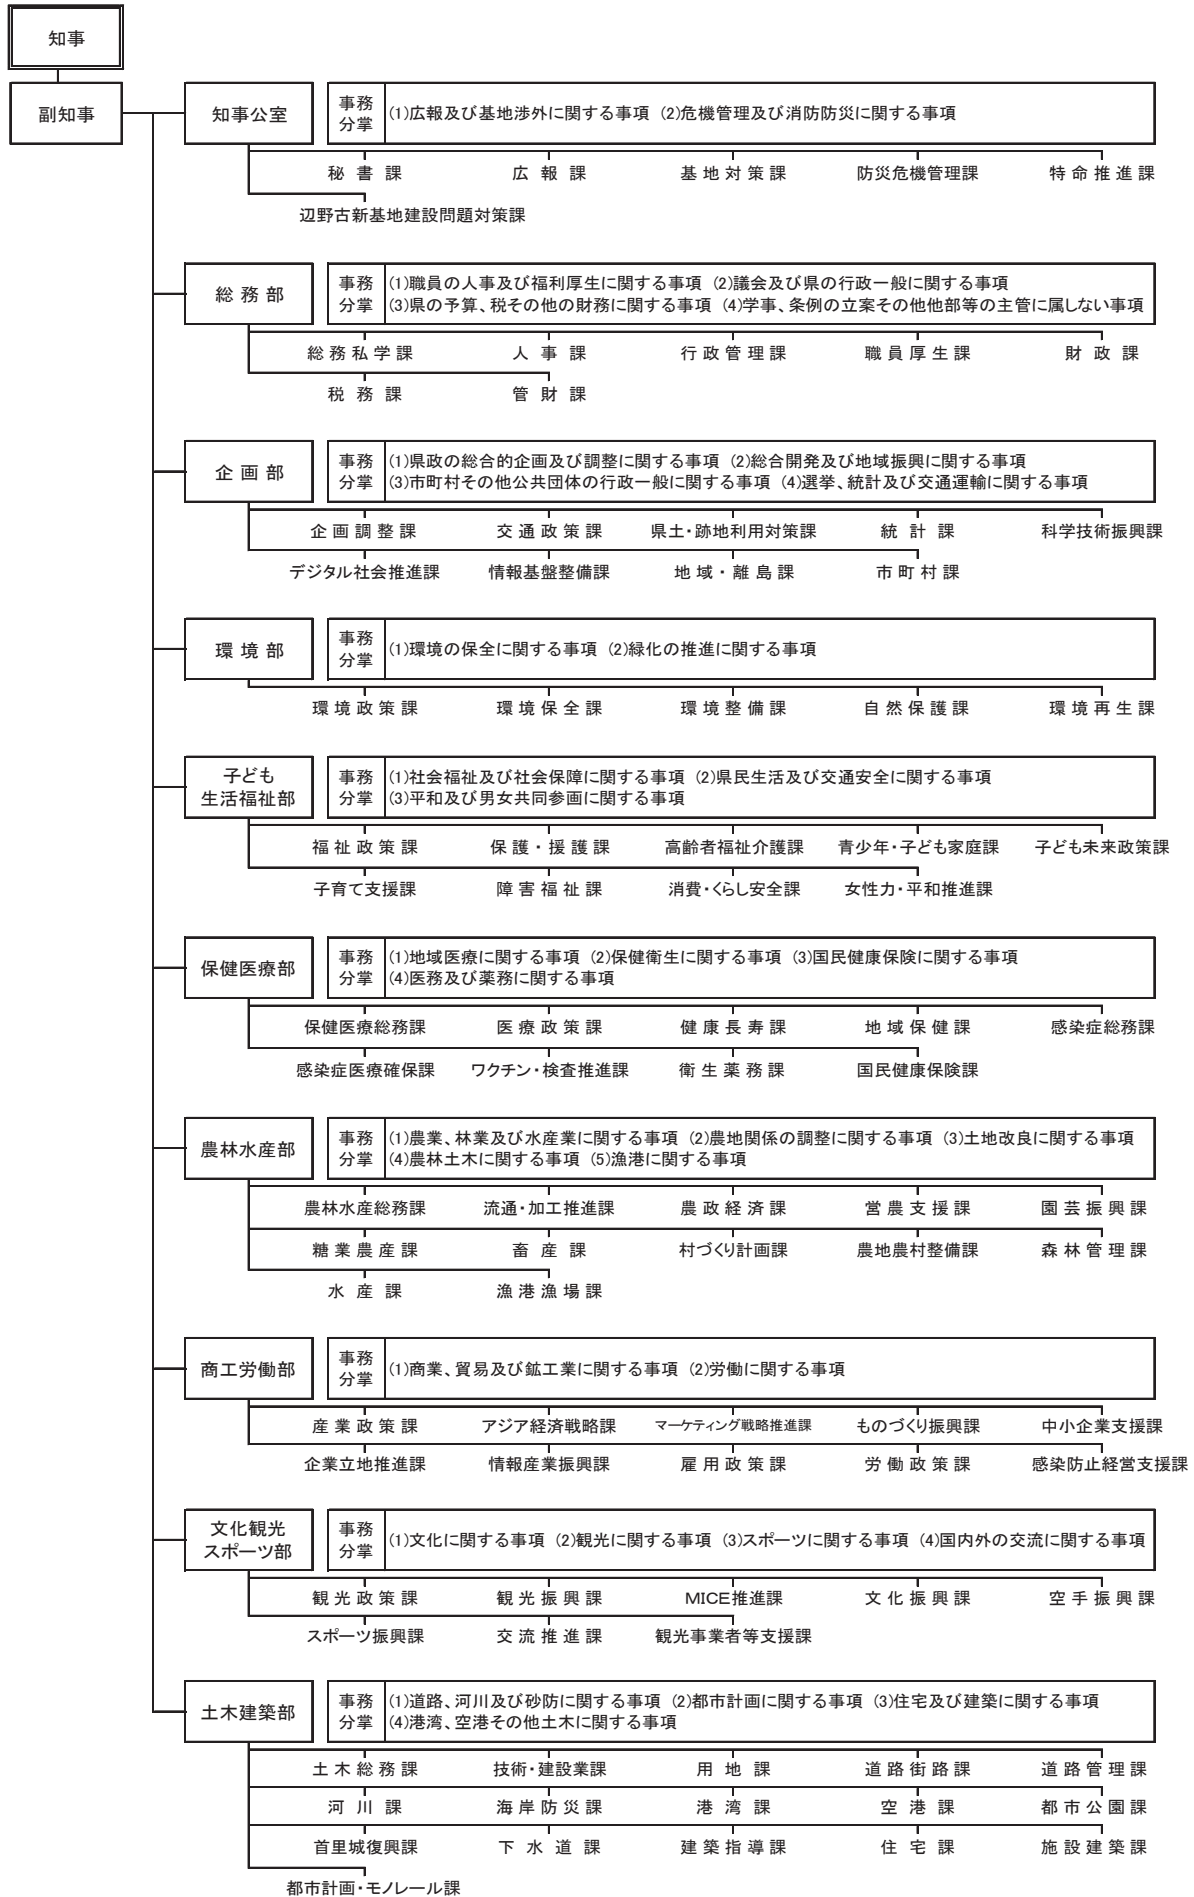 知事
副知事
知事公室
事務分掌
(1)広報及び基地渉外に関する事項 (2)危機管理及び消防防災に関する事項
秘書課 広報課 基地対策課 防災危機管理課 特命推進課
辺野古新基地建設問題対策課
総務部
事務分掌
(1)職員の人事及び福利厚生に関する事項 (2)議会及び県の行政一般に関する事項
(3)県の予算、税その他の財務に関する事項 (4)学事、条例の立案その他他部等の主管に属しない事項
総務私学課 人事課 行政管理課 職員厚生課 財政課
税務課 管財課
企画部
事務分掌
(1)県政の総合的企画及び調整に関する事項 (2)総合開発及び地域振興に関する事項
(3)市町村その他公共団体の行政一般に関する事項 (4)選挙、統計及び交通運輸に関する事項
企画調整課 交通政策課 県土・跡地利用対策課 統計課 科学技術振興課
デジタル社会推進課 情報基盤整備課 地域・離島課 市町村課
環境部
事務分掌
(1)環境の保全に関する事項 (2)緑化の推進に関する事項
環境政策課 環境保全課 環境整備課 自然保護課 環境再生課
子ども
生活福祉部
事務分掌
(1)社会福祉及び社会保障に関する事項 (2)県民生活及び交通安全に関する事項
(3)平和及び男女共同参画に関する事項
福祉政策課 保護・援護課 高齢者福祉介護課 青少年・子ども家庭課 子ども未来政策課
子育て支援課 障害福祉課 消費・くらし安全課 女性力・平和推進課
保健医療部
事務分掌
(1)地域医療に関する事項 (2)保健衛生に関する事項 (3)国民健康保険に関する事項
(4)医務及び薬務に関する事項
保健医療総務課 医療政策課 健康長寿課 地域保健課 感染症総務課
感染症医療確保課 ワクチン・検査推進課 衛生薬務課 国民健康保険課
農林水産部
事務分掌
(1)農業、林業及び水産業に関する事項 (2)農地関係の調整に関する事項 (3)土地改良に関する事項
(4)農林土木に関する事項 (5)漁港に関する事項
農林水産総務課 流通・加工推進課 農政経済課 営農支援課 園芸振興課
糖業農産課 畜産課 村づくり計画課 農地農村整備課 森林管理課
水産課 漁港漁場課
商工労働部
事務分掌
(1)商業、貿易及び鉱工業に関する事項 (2)労働に関する事項
産業政策課 アジア経済戦略課 マーケティング戦略推進課 ものづくり振興課 中小企業支援課
企業立地推進課 情報産業振興課 雇用政策課 労働政策課 感染防止経営支援課
文化観光
スポーツ部
事務分掌
(1)文化に関する事項 (2)観光に関する事項 (3)スポーツに関する事項 (4)国内外の交流に関する事項
観光政策課 観光振興課 MICE推進課 文化振興課 空手振興課
スポーツ振興課 交流推進課 観光事業者等支援課
土木建築部
事務分掌
(1)道路、河川及び砂防に関する事項 (2)都市計画に関する事項 (3)住宅及び建築に関する事項
(4)港湾、空港その他土木に関する事項
土木総務課 技術・建設業課 用地課 道路街路課 道路管理課
河川課 海岸防災課 港湾課 空港課 都市公園課
首里城復興課 下水道課 建築指導課 住宅課 施設建築課
都市計画・モノレール課